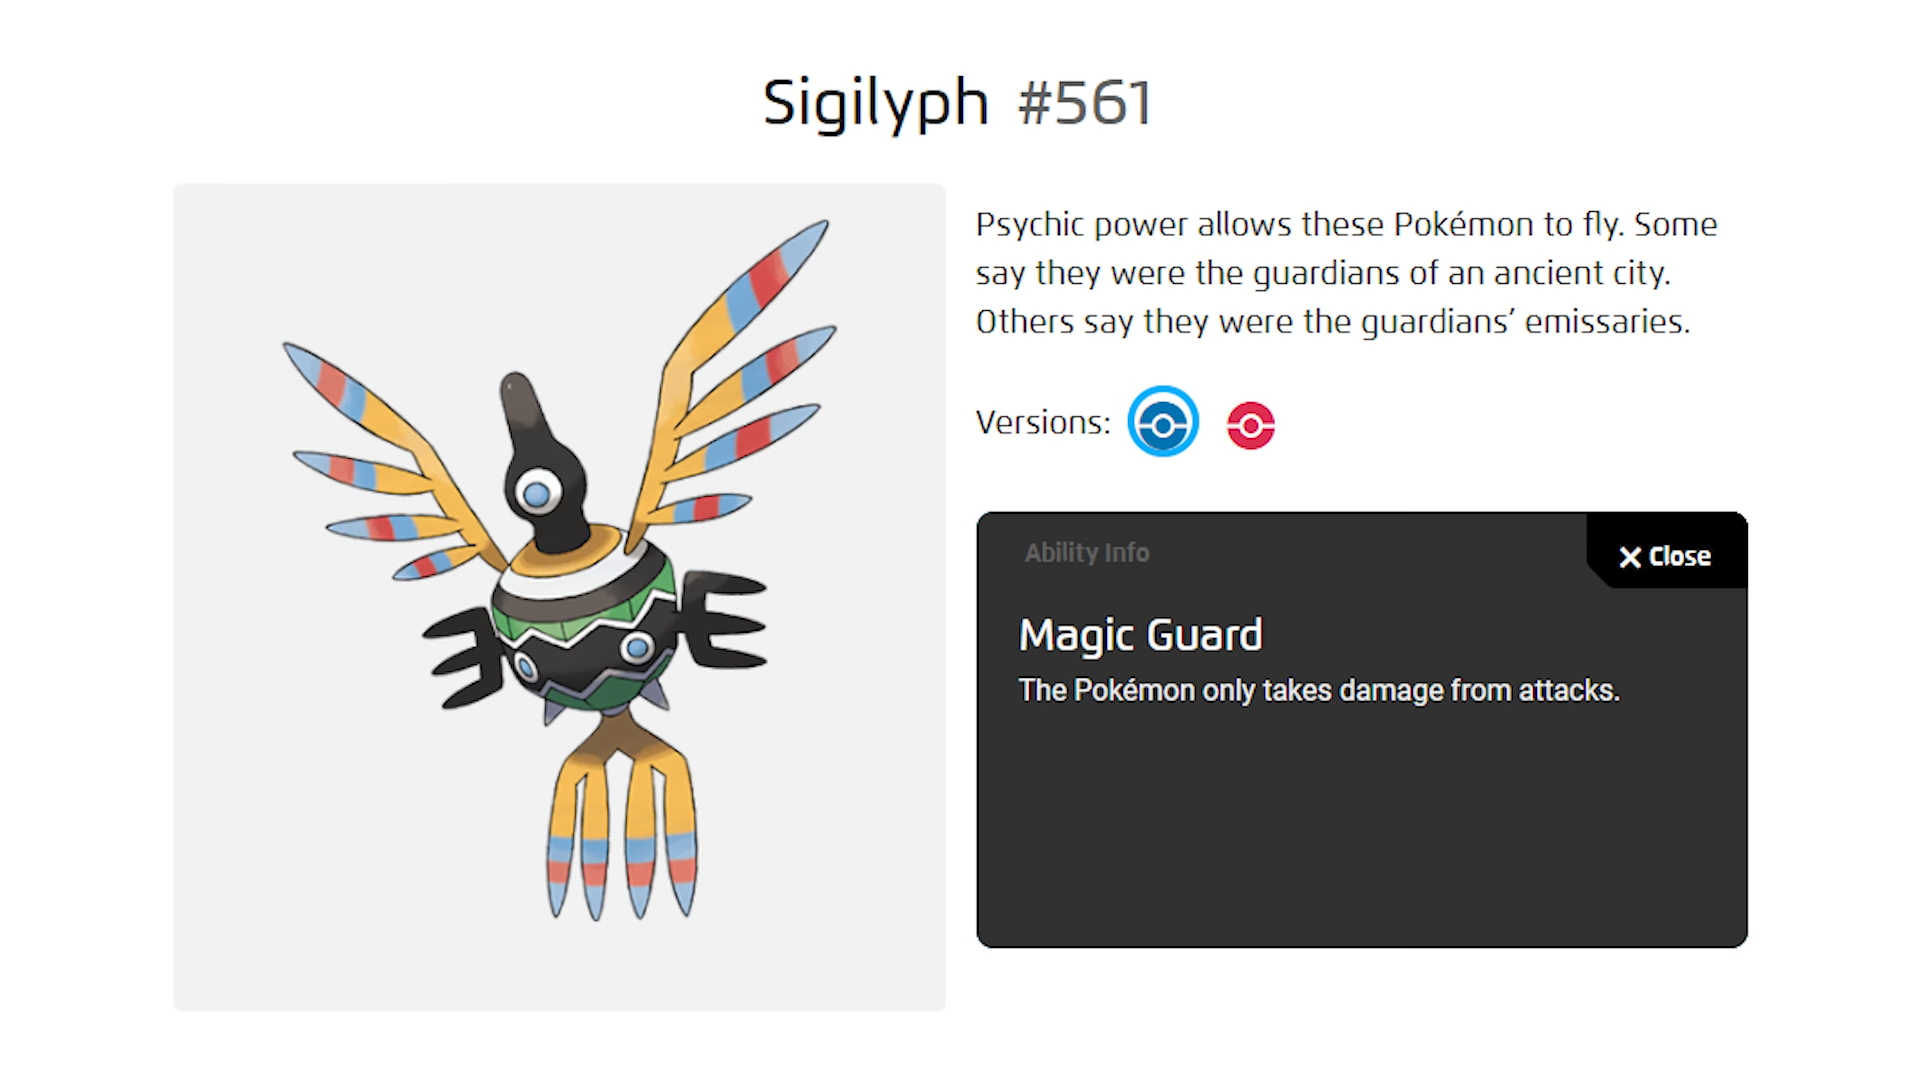 Sigilyph #561
Psychic power allows these Pokémon to fly. Some
say they were the guardians of an ancient city.
Others say they were the guardians’ emissaries.
Versions:
Ability Info
Close
Magic Guard
The Pokémon only takes damage from attacks.